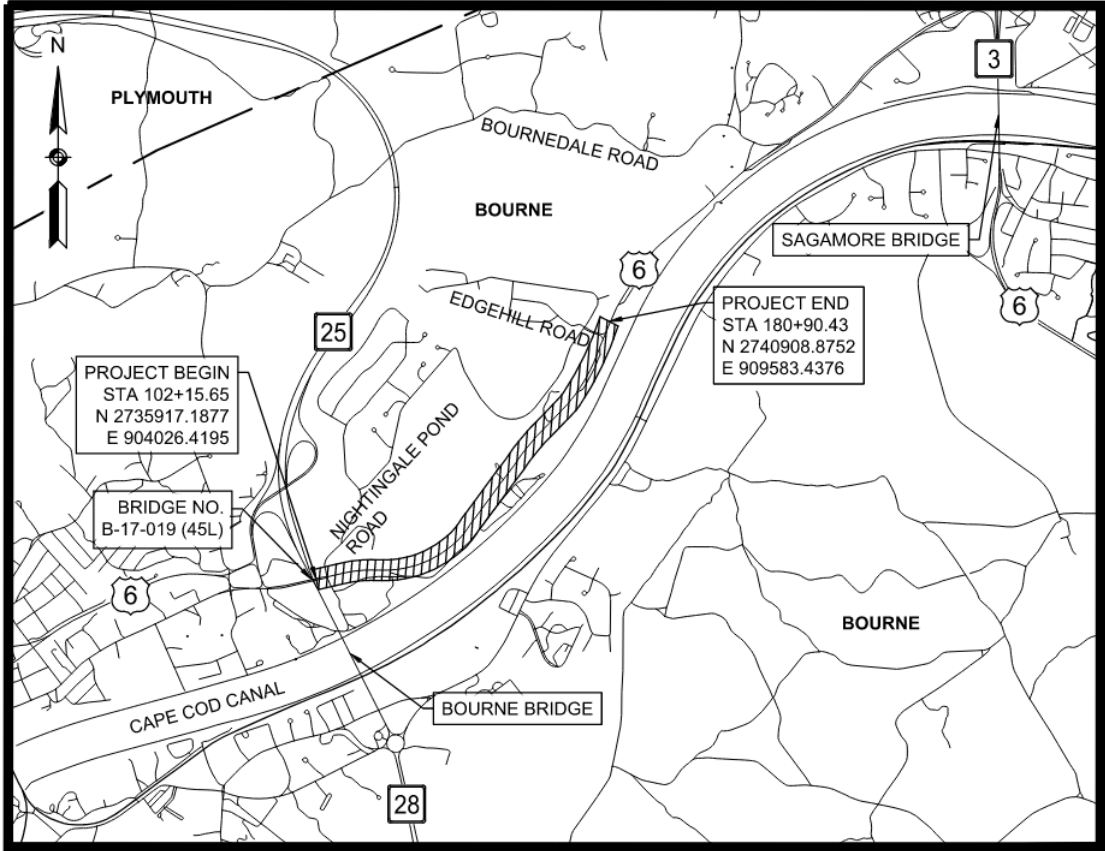 N
PLYMOUTH
3
BOURNEDALE ROAD
BOURNE
SAGAMORE BRIDGE
6
6
EDGEHILL ROAD
PROJECT END
STA 180+90.43
N 2740908.8752
E 909583.4376
25
PROJECT BEGIN
STA 102+15.65
N 2735917.1877
E 904026.4195
NIGHTINGALE POND
ROAD
BRIDGE NO.
B-17-019 (45L)
6
BOURNE
CAPE COD CANAL
BOURNE BRIDGE
28